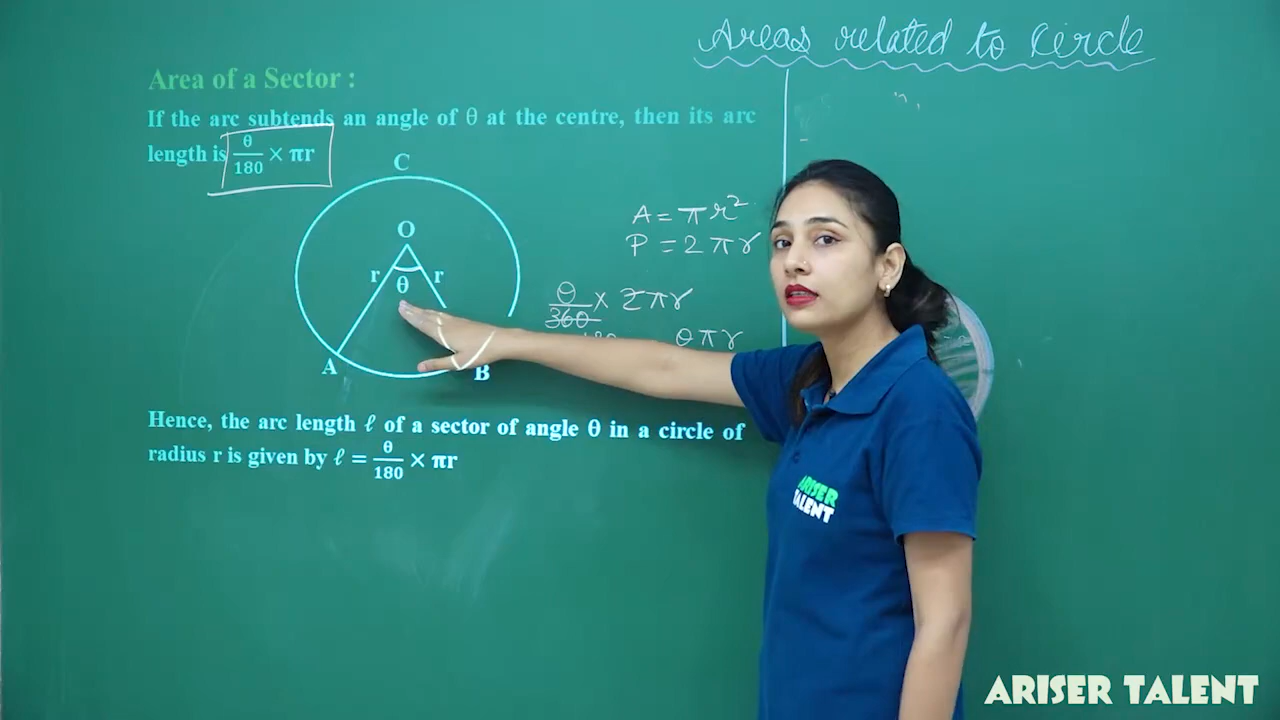 Areas related to Circle
Area of a Sector :
If the arc subtends an angle of θ at the centre, then its arc
length is θ/180 × πr
C
O
r
r
θ
A
B
A = πr²
P = 2πr
θ/360 × 2πr
θπr
Hence, the arc length ℓ of a sector of angle θ in a circle of
radius r is given by ℓ = θ/180 × πr
ARISER
TALENT
ARISER TALENT